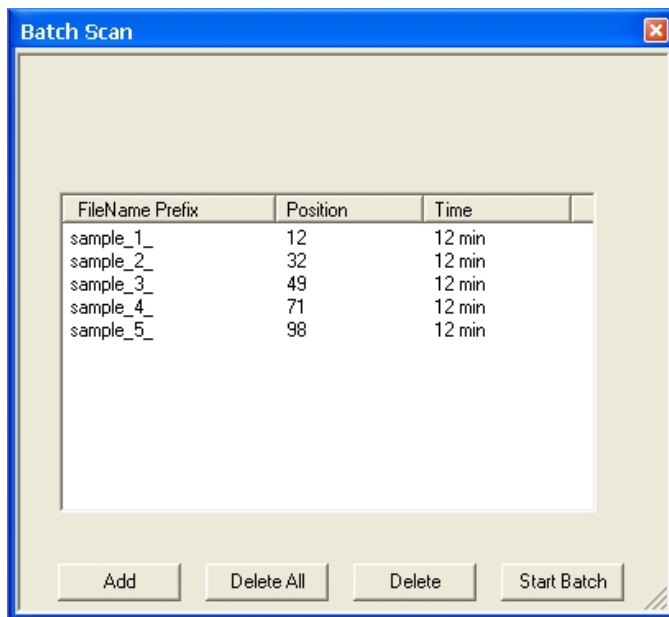 Batch Scan
FileName Prefix Position Time
sample_1_ 12 12 min
sample_2_ 32 12 min
sample_3_ 49 12 min
sample_4_ 71 12 min
sample_5_ 98 12 min
Add Delete All Delete Start Batch